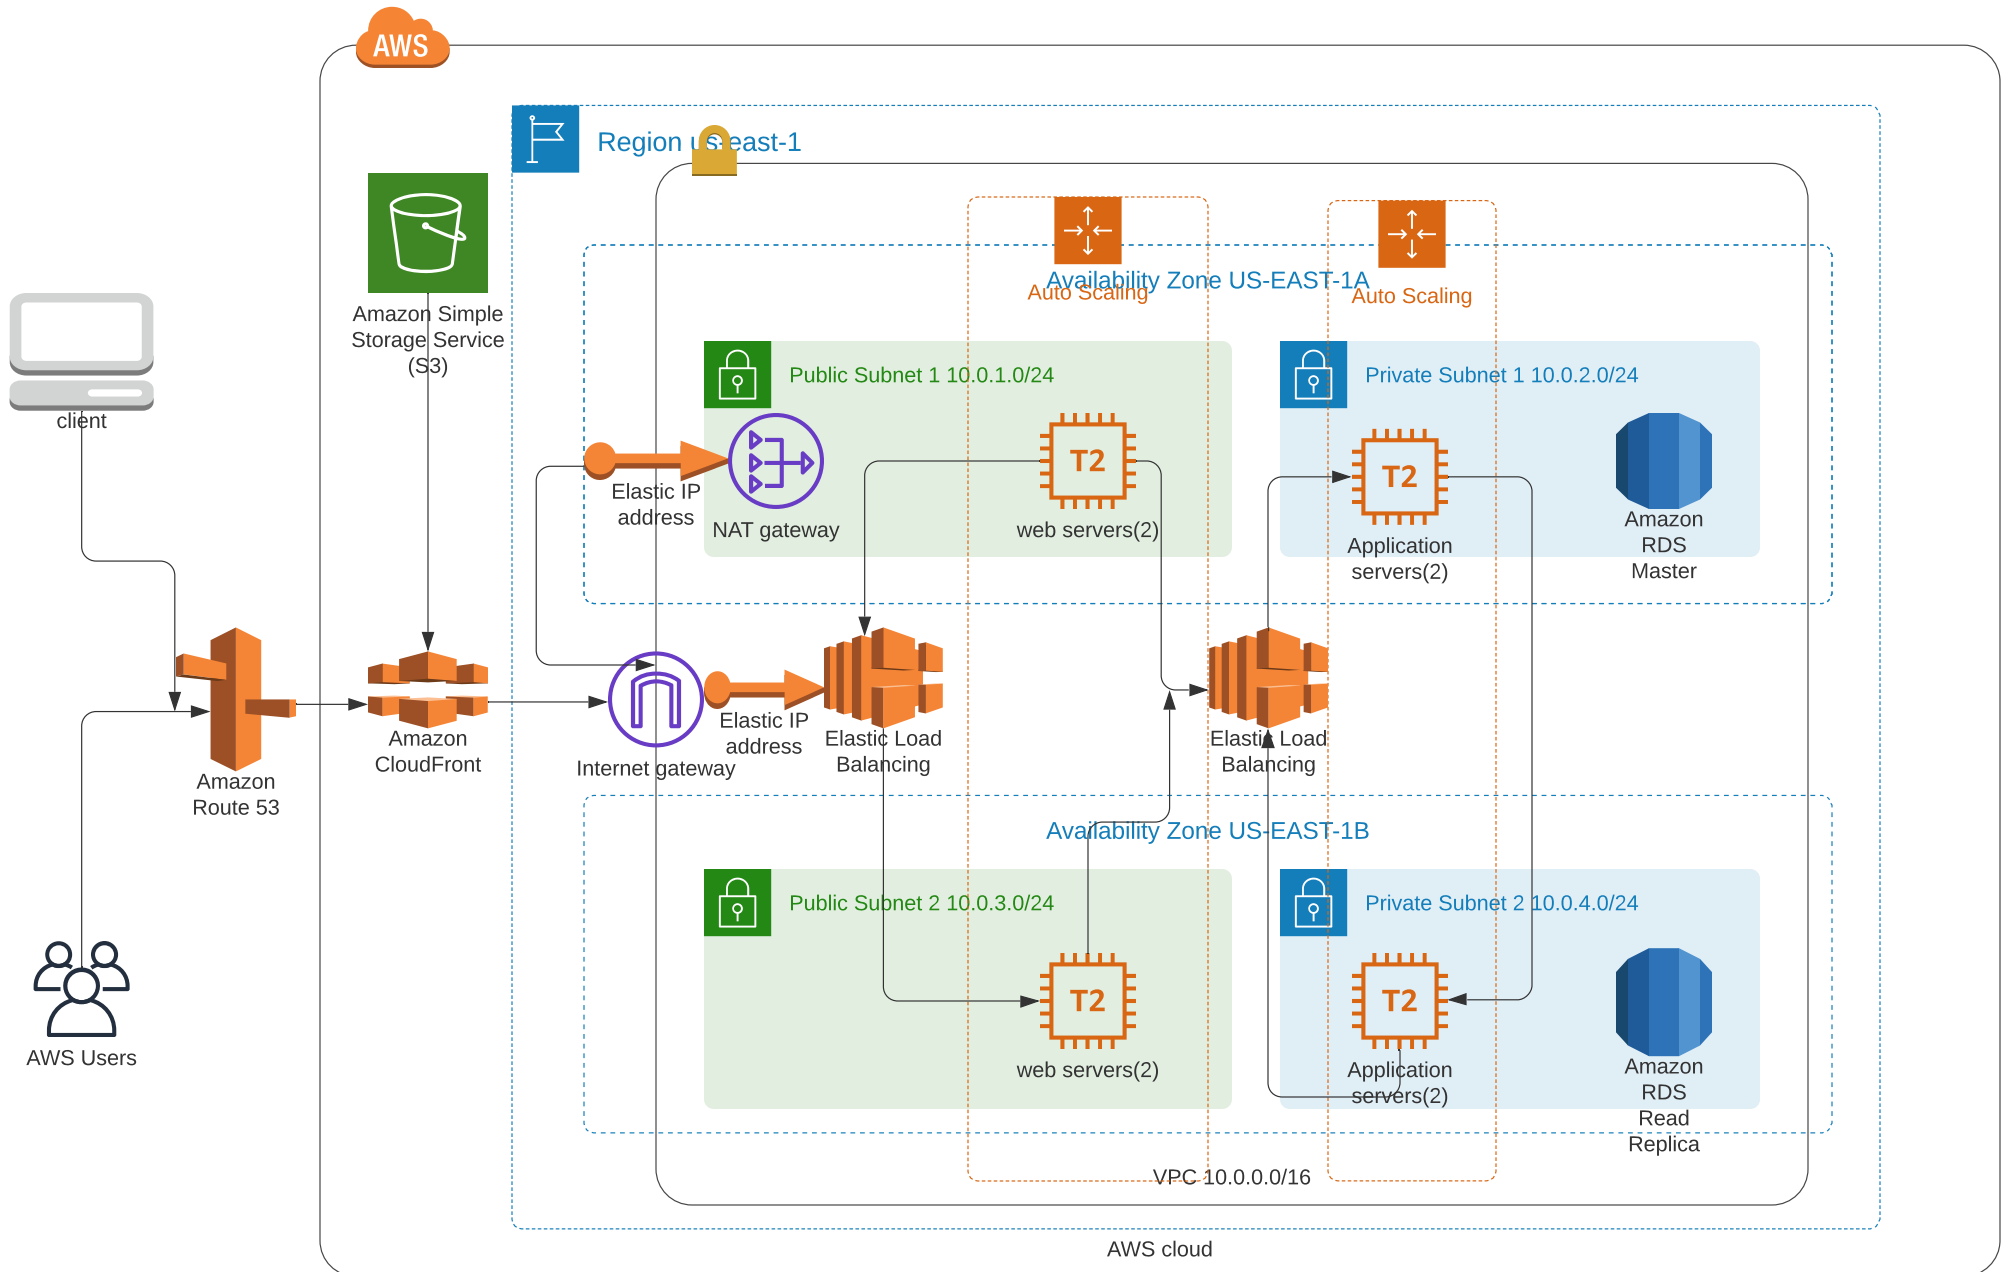 AWS
Region us-east-1
Availability Zone US-EAST-1A
Auto Scaling
Auto Scaling
Amazon Simple
Storage Service
(S3)
client
Public Subnet 1 10.0.1.0/24
Private Subnet 1 10.0.2.0/24
T2
T2
Elastic IP
address
NAT gateway
web servers(2)
Application
servers(2)
Amazon
RDS
Master
Amazon
Route 53
Amazon
CloudFront
Internet gateway
Elastic IP
address
Elastic Load
Balancing
Elastic Load
Balancing
Availability Zone US-EAST-1B
Public Subnet 2 10.0.3.0/24
Private Subnet 2 10.0.4.0/24
T2
T2
AWS Users
web servers(2)
Application
servers(2)
Amazon
RDS
Read
Replica
VPC 10.0.0.0/16
AWS cloud